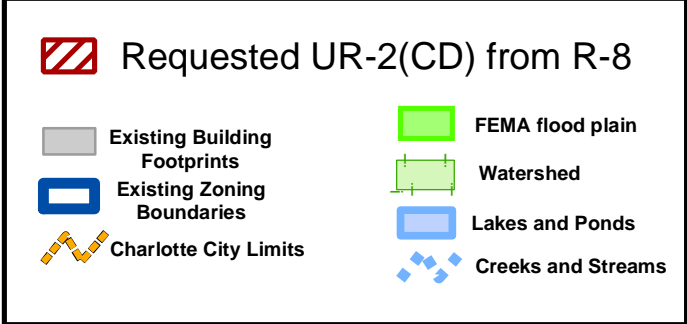 Requested UR-2(CD) from R-8
Existing Building
Footprints
Existing Zoning
Boundaries
Charlotte City Limits
FEMA flood plain
Watershed
Lakes and Ponds
Creeks and Streams